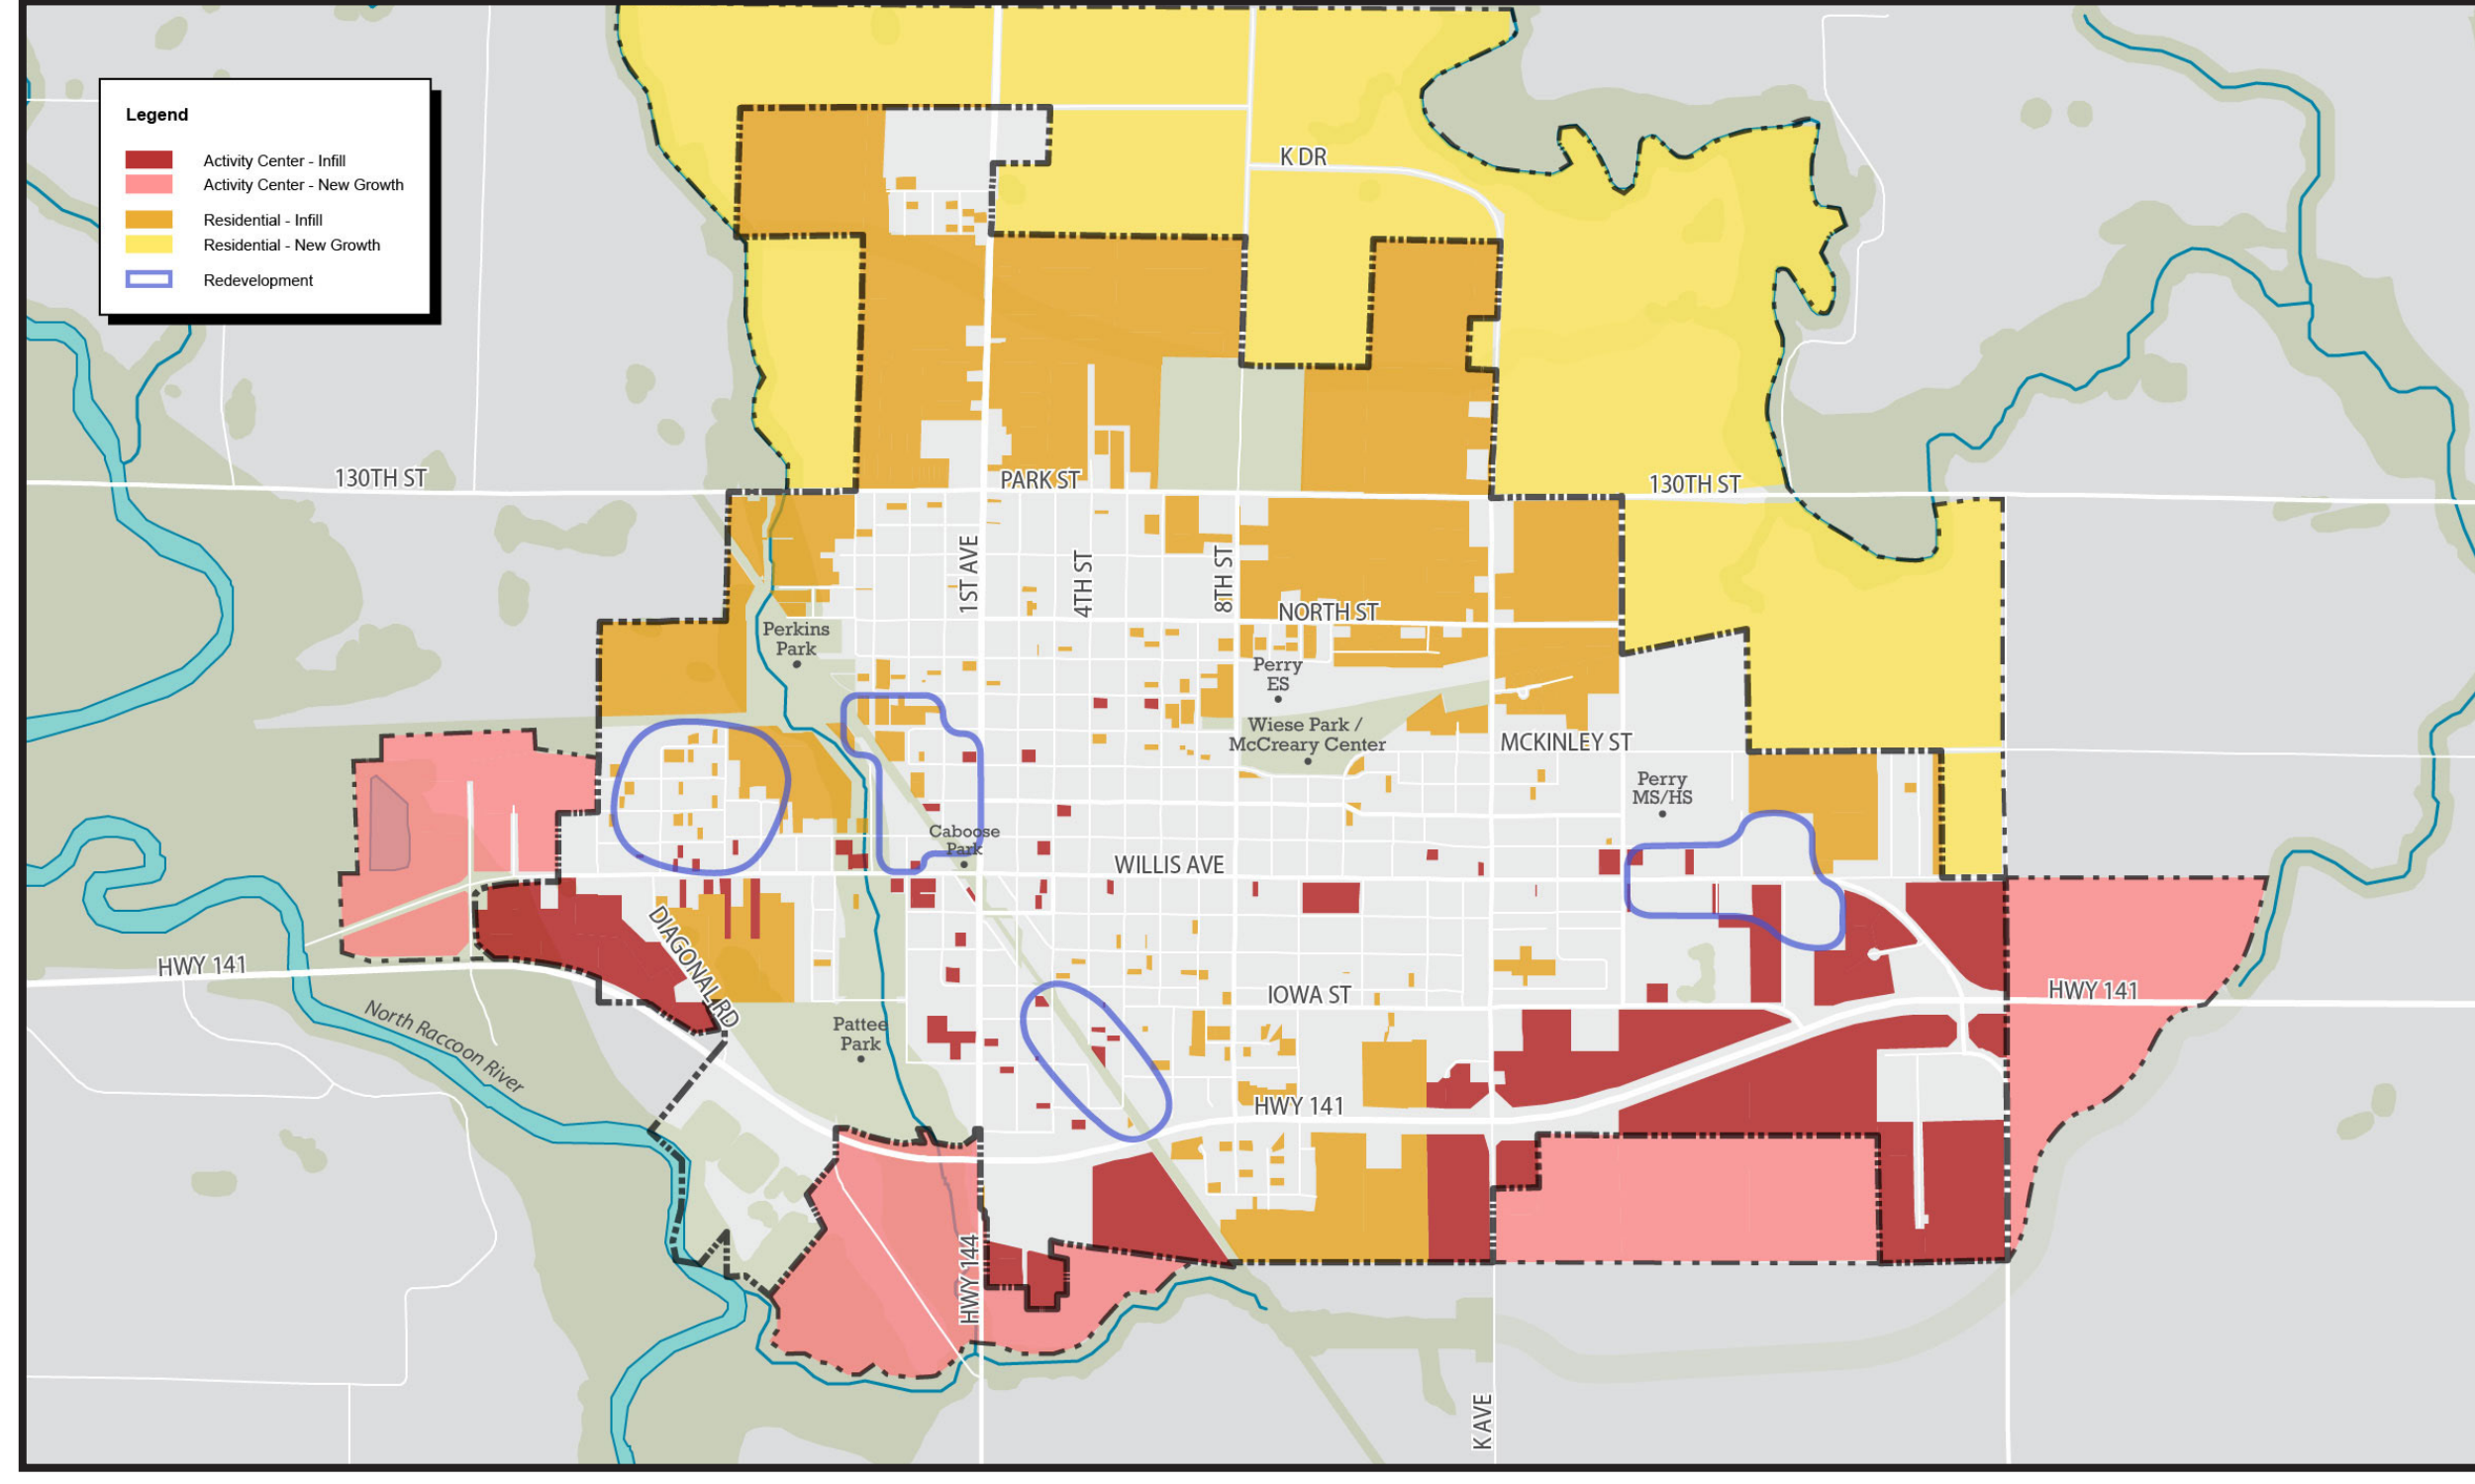 Legend
Activity Center - Infill
Activity Center - New Growth
Residential - Infill
Residential - New Growth
Redevelopment
K DR
130TH ST
PARK ST
130TH ST
1ST AVE
4TH ST
8TH ST
NORTH ST
Perkins
Park
Perry
ES
Wiese Park /
McCreary Center
MCKINLEY ST
Perry
MS/HS
Caboose
Park
WILLIS AVE
DIAGONAL RD
HWY 141
IOWA ST
HWY 141
North Raccoon River
Pattee
Park
HWY 141
HWY 144
K AVE